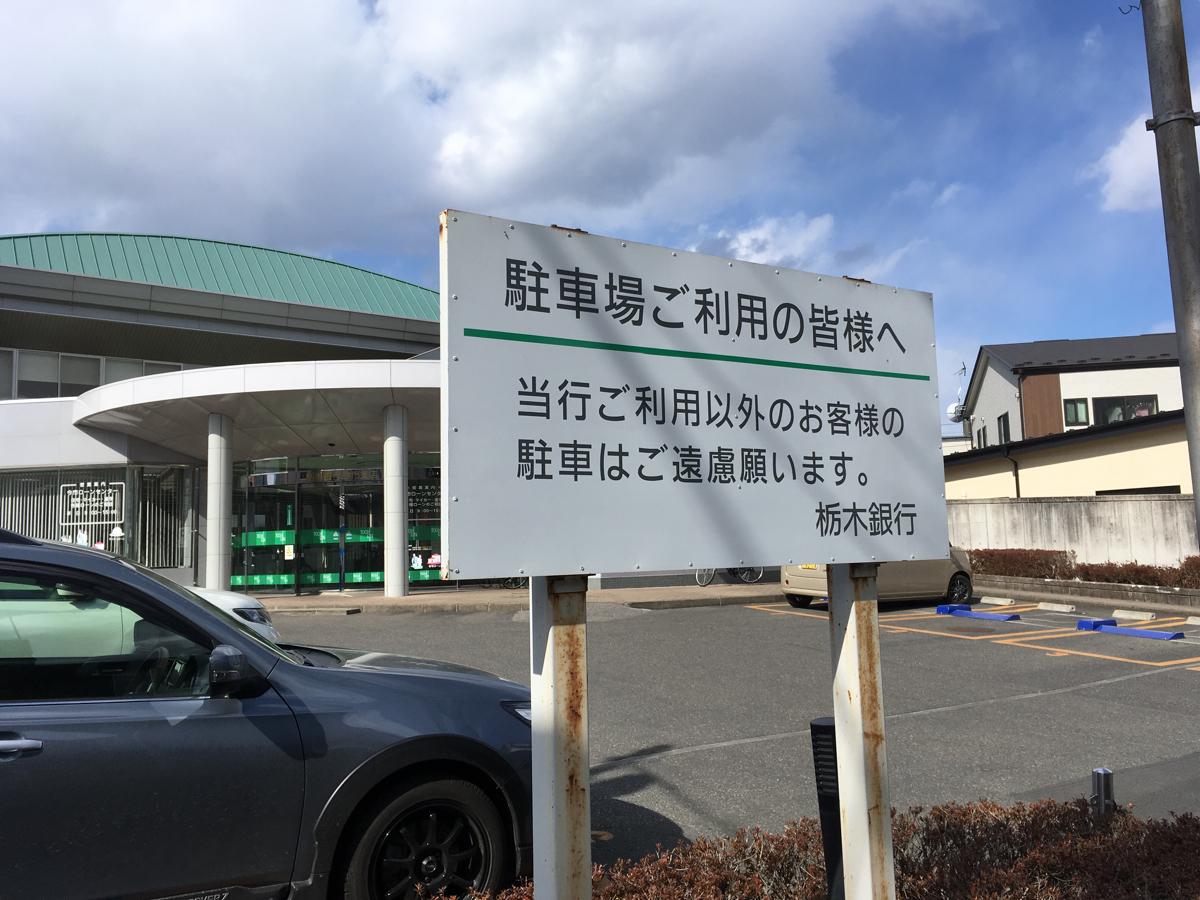 駐車場ご利用の皆様へ
当行ご利用以外のお客様の
駐車はご遠慮願います。
栃木銀行